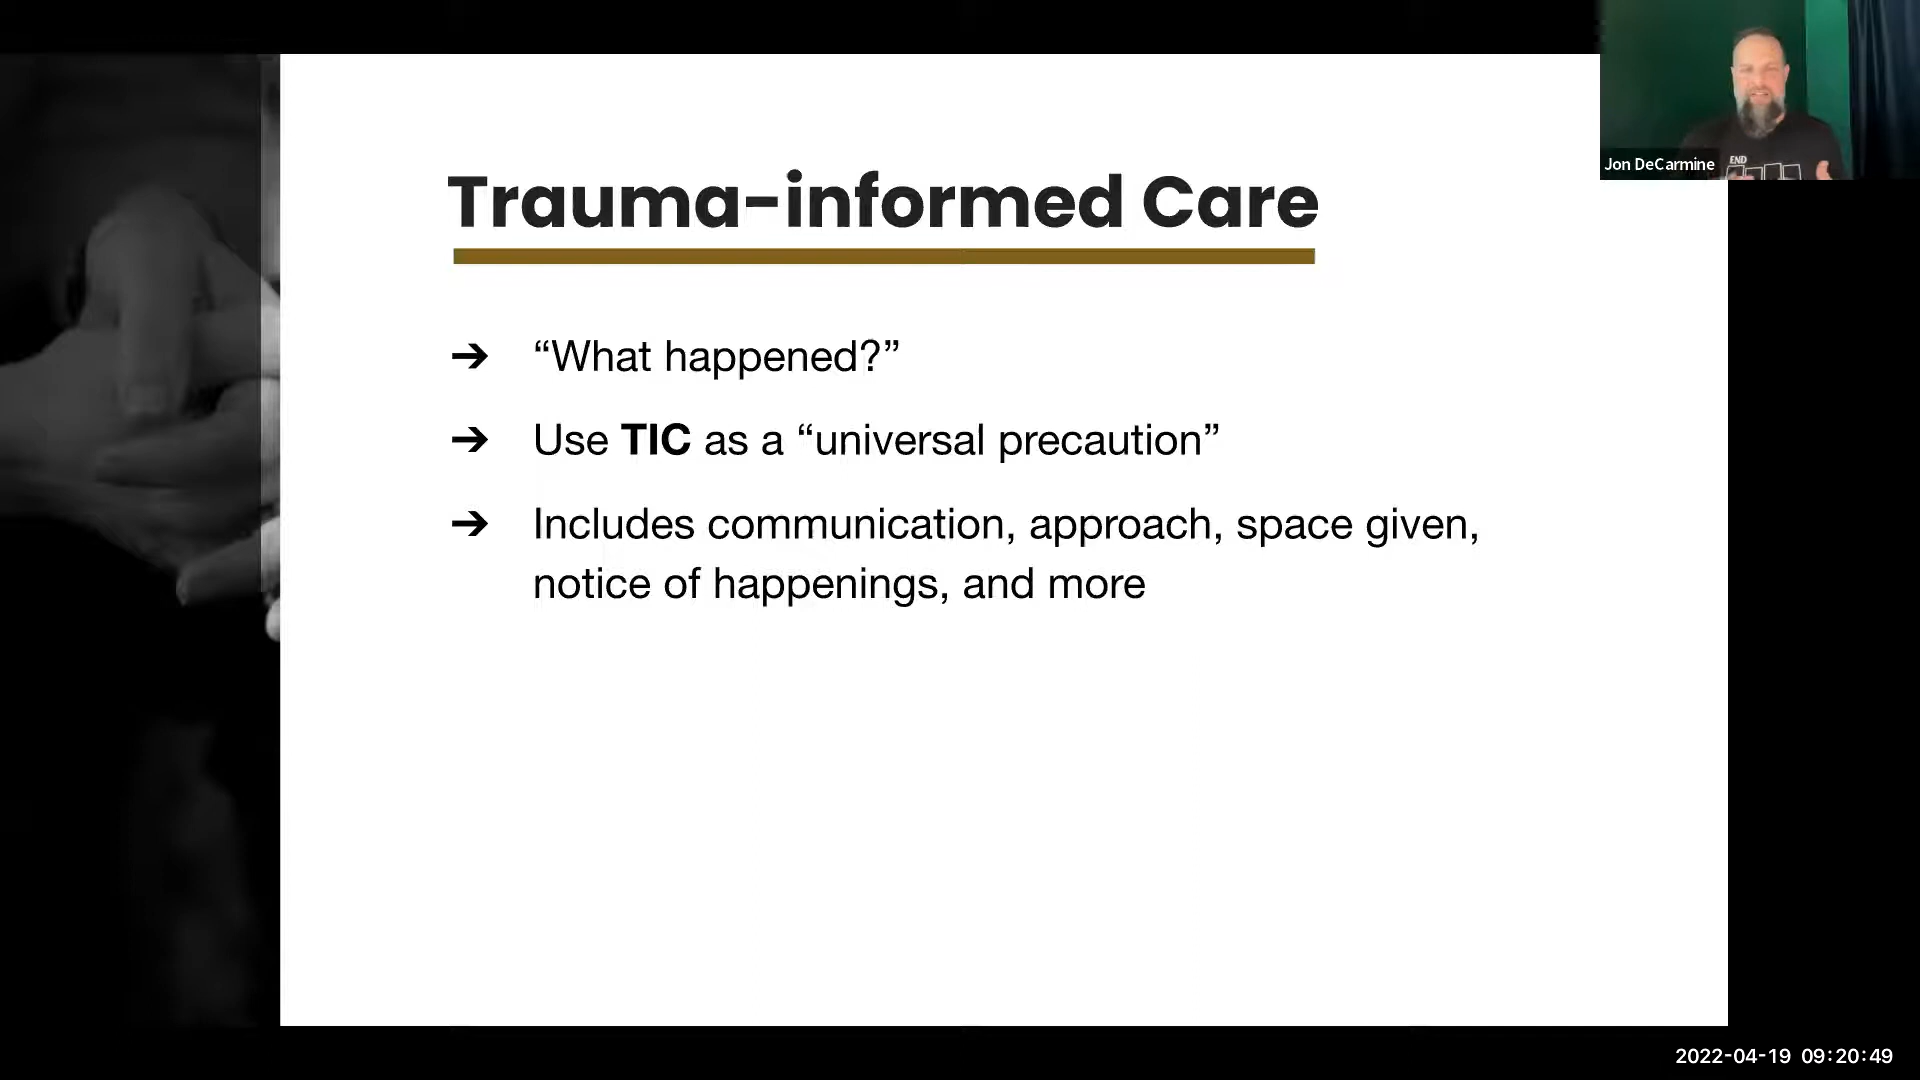 Jon DeCarmine
END
Trauma-informed Care
➔ “What happened?”
➔ Use TIC as a “universal precaution”
➔ Includes communication, approach, space given,
notice of happenings, and more
2022-04-19 09:20:49